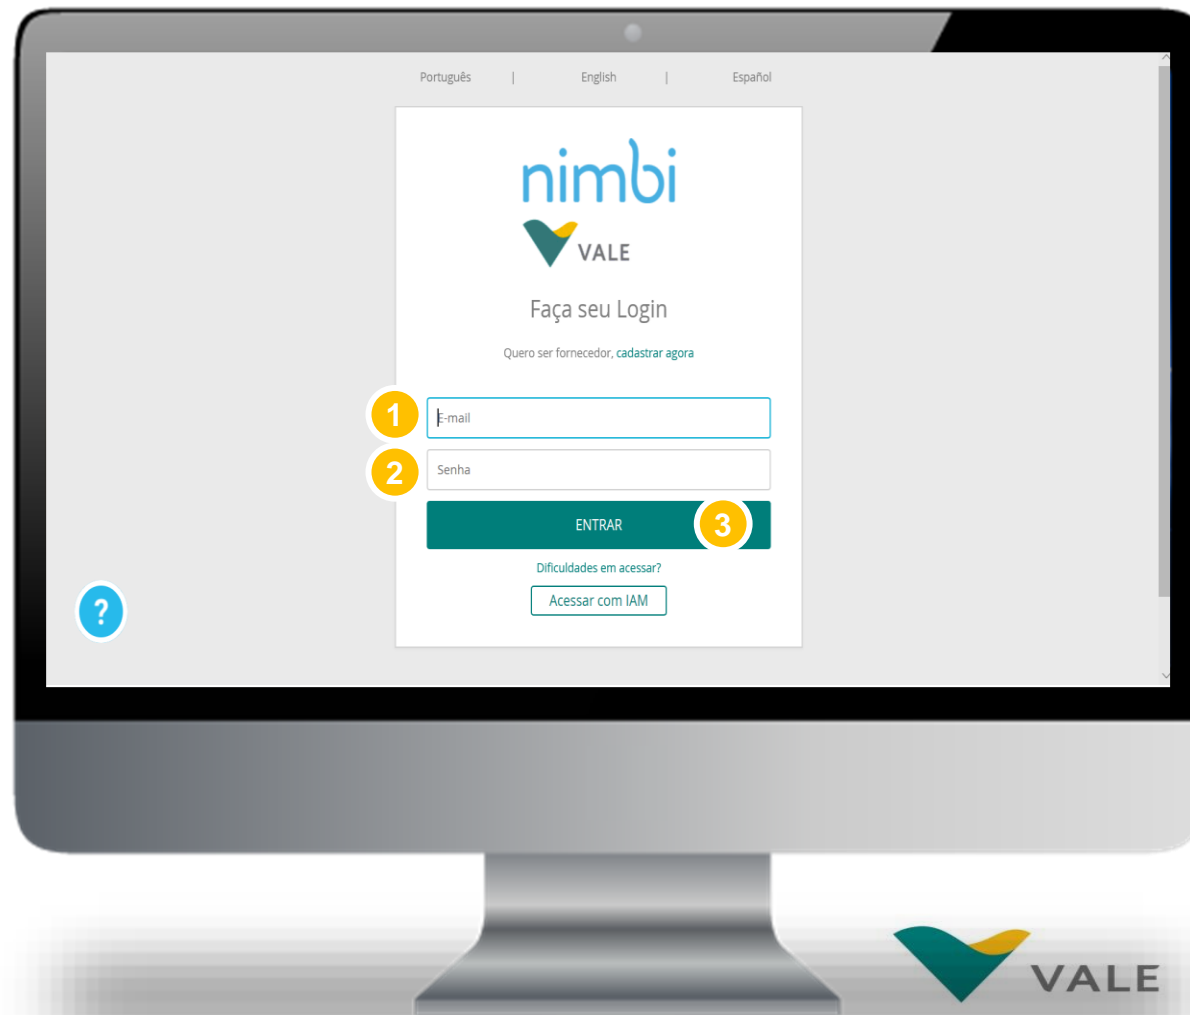 Português | English | Español
nimbi
VALE
Faça seu Login
Quero ser fornecedor, cadastrar agora
1 E-mail
2 Senha
ENTRAR 3
Dificuldades em acessar?
Acessar com IAM
?
VALE